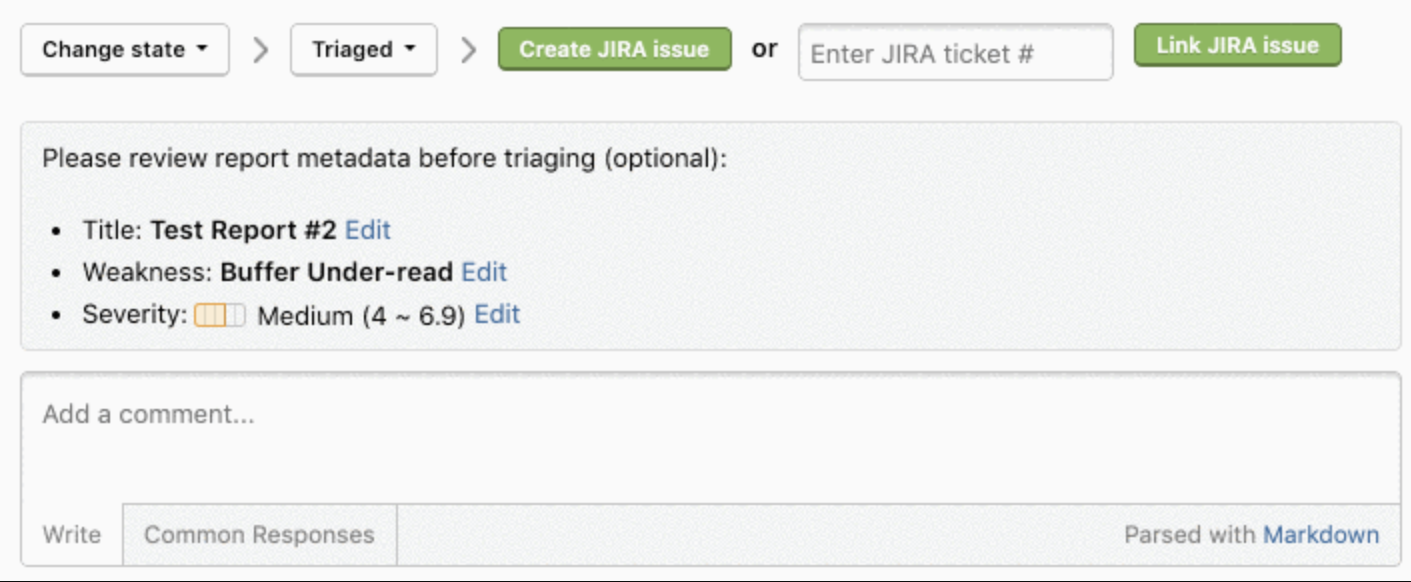 Change state > Triaged > Create JIRA issue or Enter JIRA ticket # Link JIRA issue
Please review report metadata before triaging (optional):
• Title: Test Report #2 Edit
• Weakness: Buffer Under-read Edit
• Severity: Medium (4 ~ 6.9) Edit
Add a comment...
Write Common Responses Parsed with Markdown